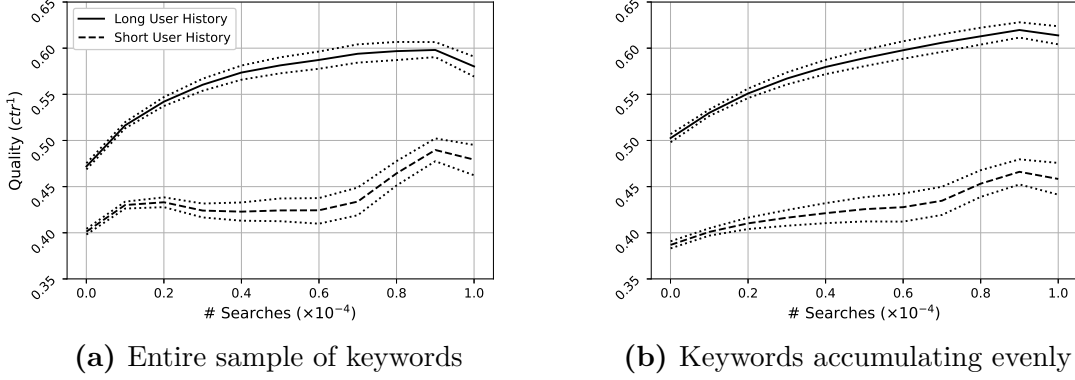 0.65
0.60
0.55
0.50
0.45
0.40
0.35
Quality (ctr¹)
Long User History
Short User History
0.0 0.2 0.4 0.6 0.8 1.0
# Searches (×10⁻⁴)
(a) Entire sample of keywords
0.65
0.60
0.55
0.50
0.45
0.40
0.35
0.0 0.2 0.4 0.6 0.8 1.0
# Searches (×10⁻⁴)
(b) Keywords accumulating evenly